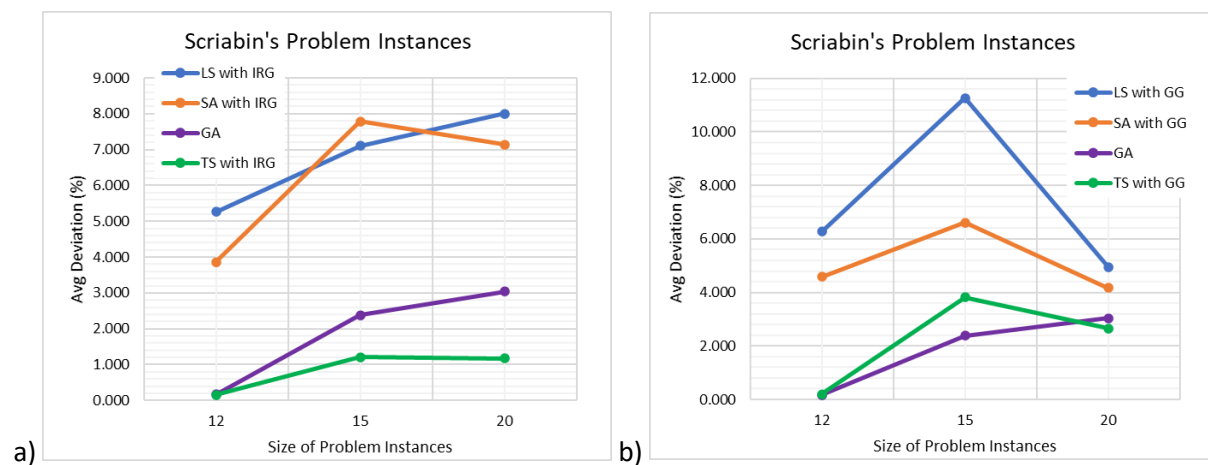 Scriabin's Problem Instances
9.000
8.000
7.000
6.000
5.000
4.000
3.000
2.000
1.000
0.000
Avg Deviation (%)
LS with IRG
SA with IRG
GA
TS with IRG
12
15
20
Size of Problem Instances
a)
Scriabin's Problem Instances
12.000
10.000
8.000
6.000
4.000
2.000
0.000
Avg Deviation (%)
LS with GG
SA with GG
GA
TS with GG
12
15
20
Size of Problem Instances
b)